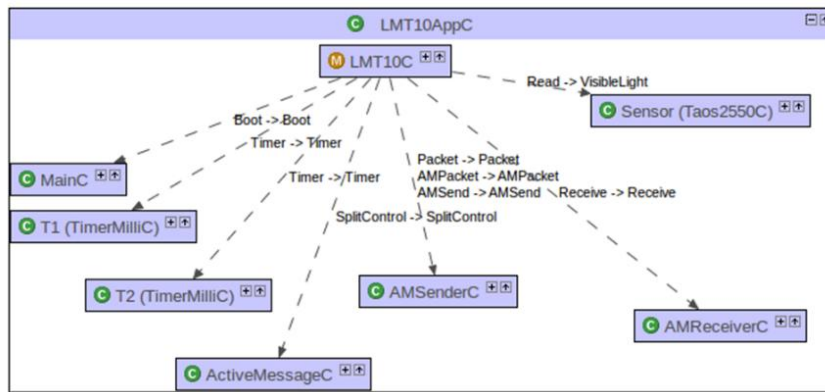 LMT10AppC
LMT10C
Read -> VisibleLight
Sensor (Taos2550C)
Boot -> Boot
Timer -> Timer
Packet -> Packet
Timer -> Timer
AMPacket -> AMPacket
AMSend -> AMSend
Receive -> Receive
MainC
SplitControl -> SplitControl
T1 (TimerMilliC)
T2 (TimerMilliC)
AMSenderC
AMReceiverC
ActiveMessageC